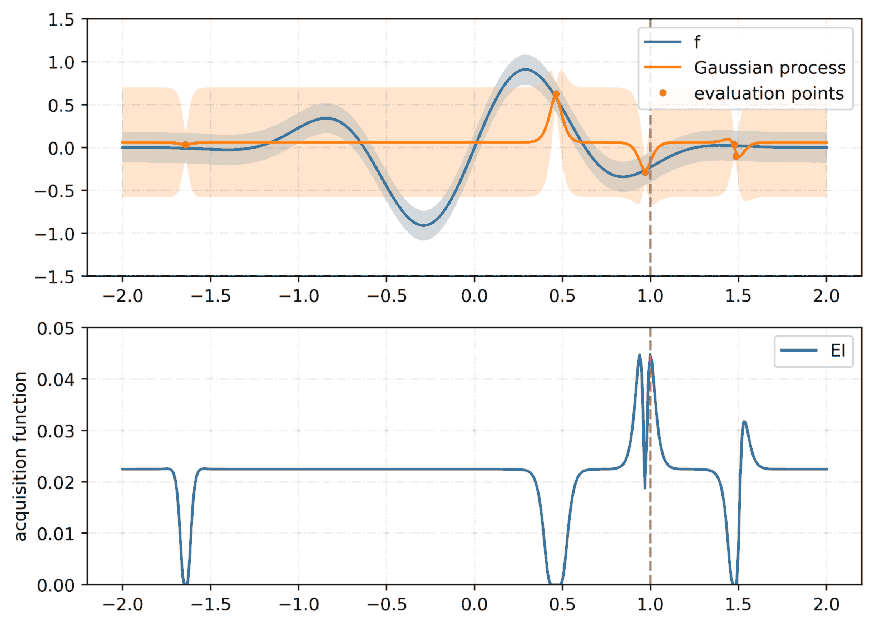 1.5
1.0
0.5
0.0
−0.5
−1.0
−1.5
f
Gaussian process
evaluation points
−2.0 −1.5 −1.0 −0.5 0.0 0.5 1.0 1.5 2.0
acquisition function
0.05
0.04
0.03
0.02
0.01
0.00
EI
−2.0 −1.5 −1.0 −0.5 0.0 0.5 1.0 1.5 2.0